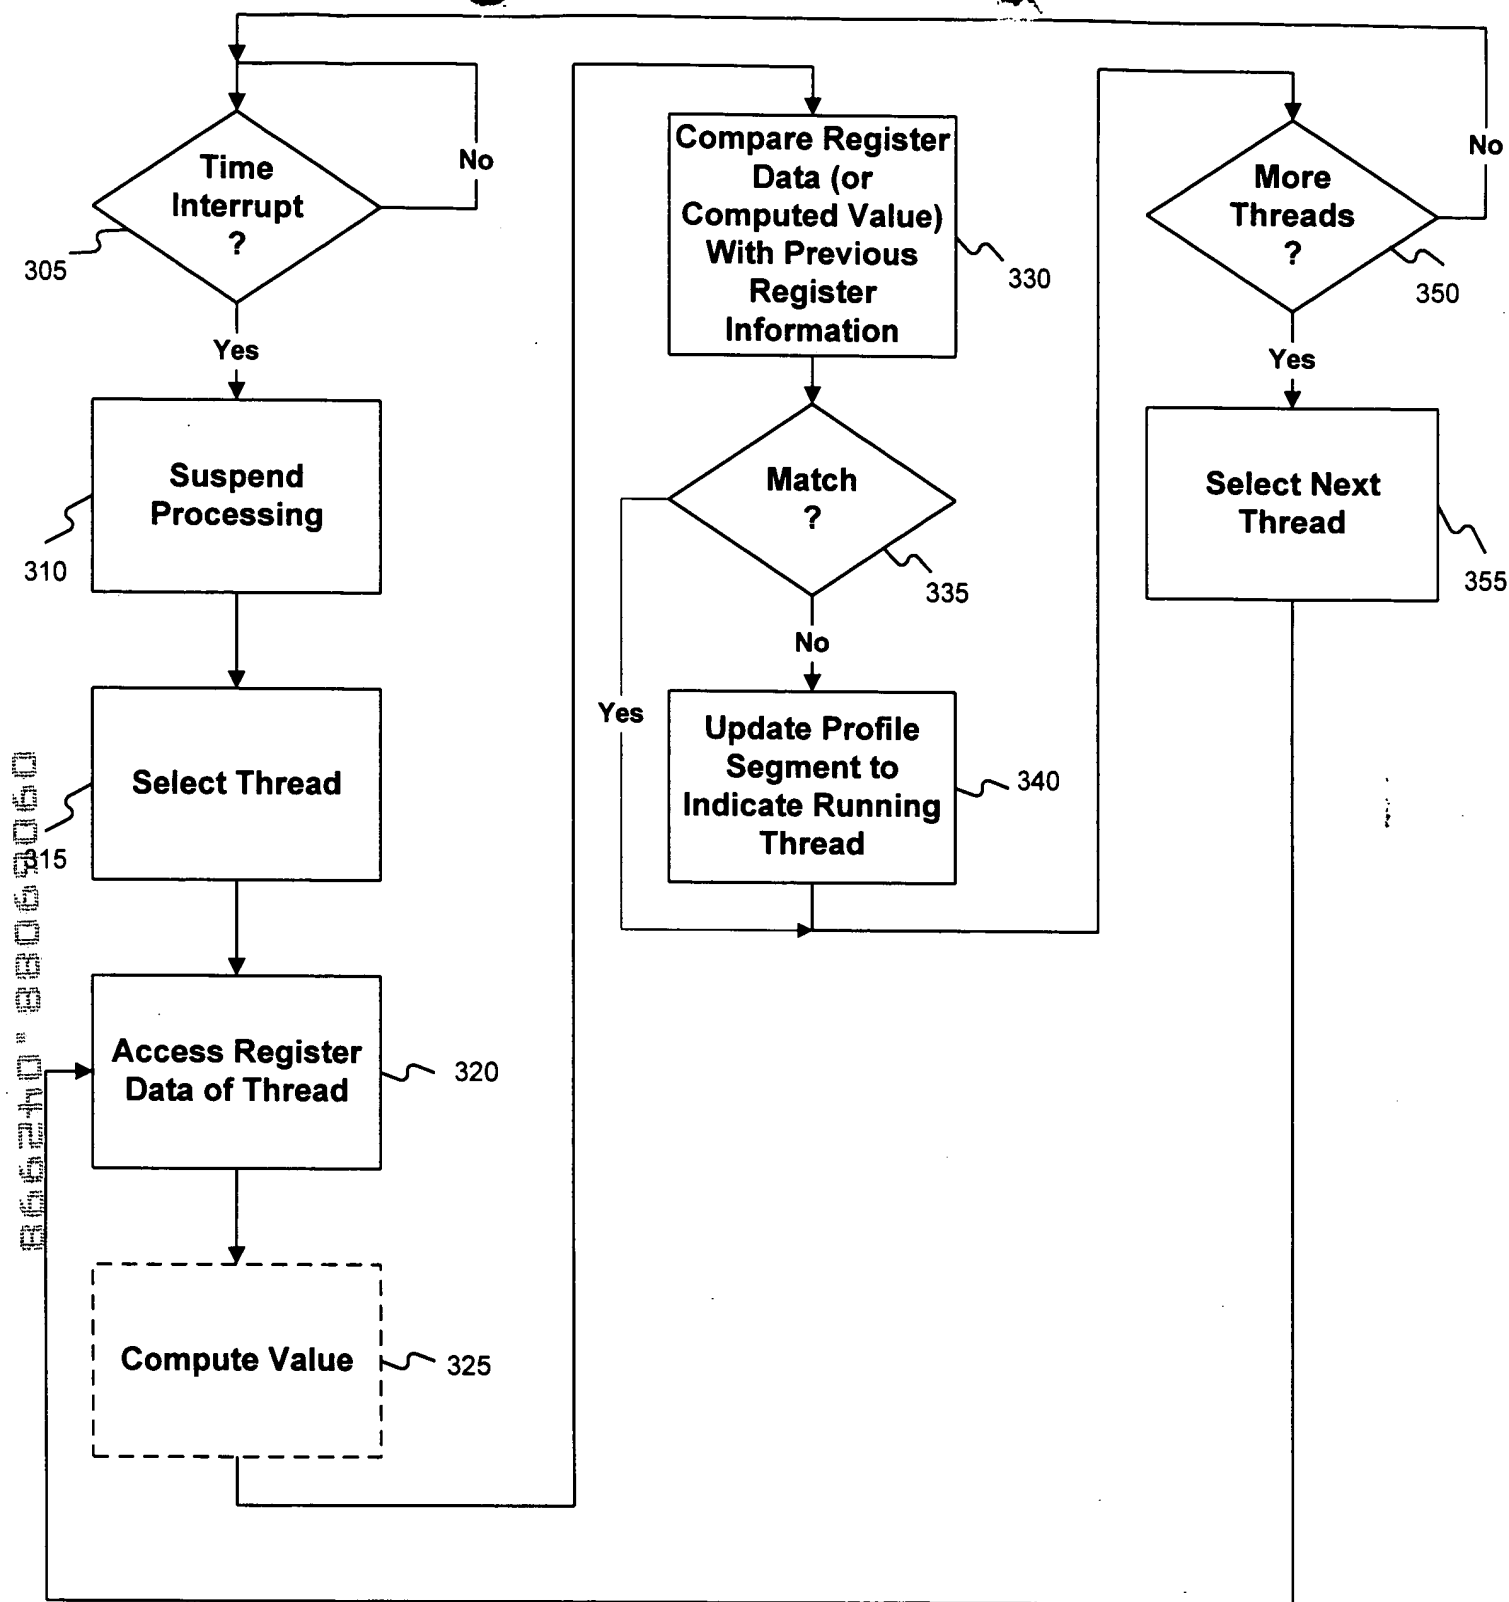 Time
Interrupt
?
No
305
Yes
Suspend
Processing
310
Select Thread
315
Access Register
Data of Thread
320
Compute Value
325
Compare Register
Data (or
Computed Value)
With Previous
Register
Information
330
Match
?
335
No
Yes
Update Profile
Segment to
Indicate Running
Thread
340
More
Threads
?
No
350
Yes
Select Next
Thread
355